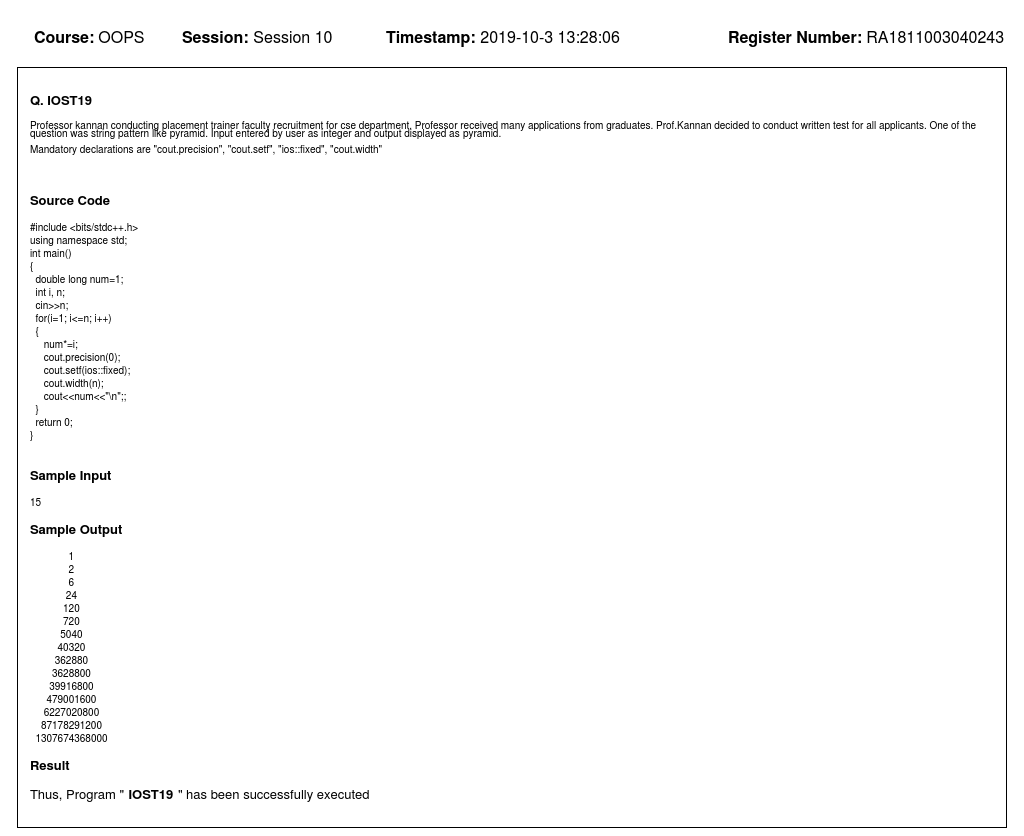 Course: OOPS Session: Session 10 Timestamp: 2019-10-3 13:28:06 Register Number: RA1811003040243
Q. IOST19
Professor kannan conducting placement trainer faculty recruitment for cse department, Professor received many applications from graduates. Prof.Kannan decided to conduct written test for all applicants. One of the
question was string pattern like pyramid. Input entered by user as integer and output displayed as pyramid.
Mandatory declarations are "cout.precision", "cout.setf", "ios::fixed", "cout.width"
Source Code
#include <bits/stdc++.h>
using namespace std;
int main()
{
double long num=1;
int i, n;
cin>>n;
for(i=1; i<=n; i++)
{
num*=i;
cout.precision(0);
cout.setf(ios::fixed);
cout.width(n);
cout<<num<<"\n";;
}
return 0;
}
Sample Input
15
Sample Output
1
2
6
24
120
720
5040
40320
362880
3628800
39916800
479001600
6227020800
87178291200
1307674368000
Result
Thus, Program " IOST19 " has been successfully executed